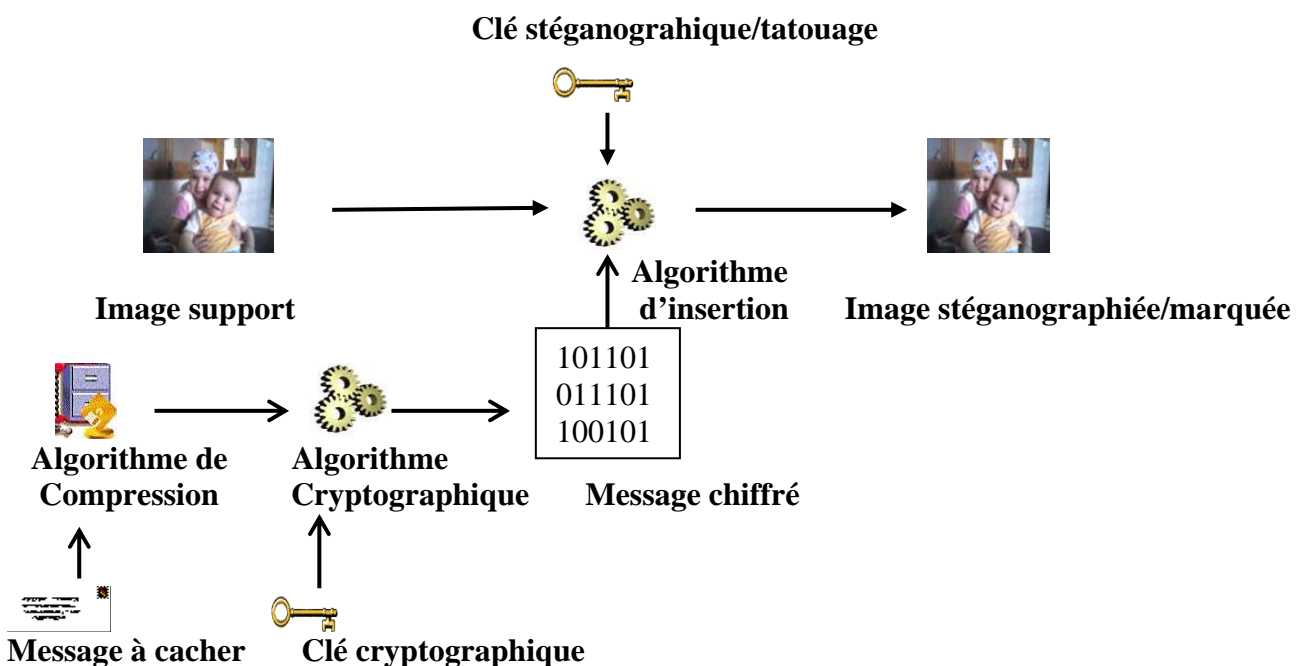 Clé stéganograhique/tatouage
Algorithme
d’insertion
Image support
Image stéganographiée/marquée
101101
011101
100101
Algorithme de
Compression
Algorithme
Cryptographique
Message chiffré
Message à cacher
Clé cryptographique